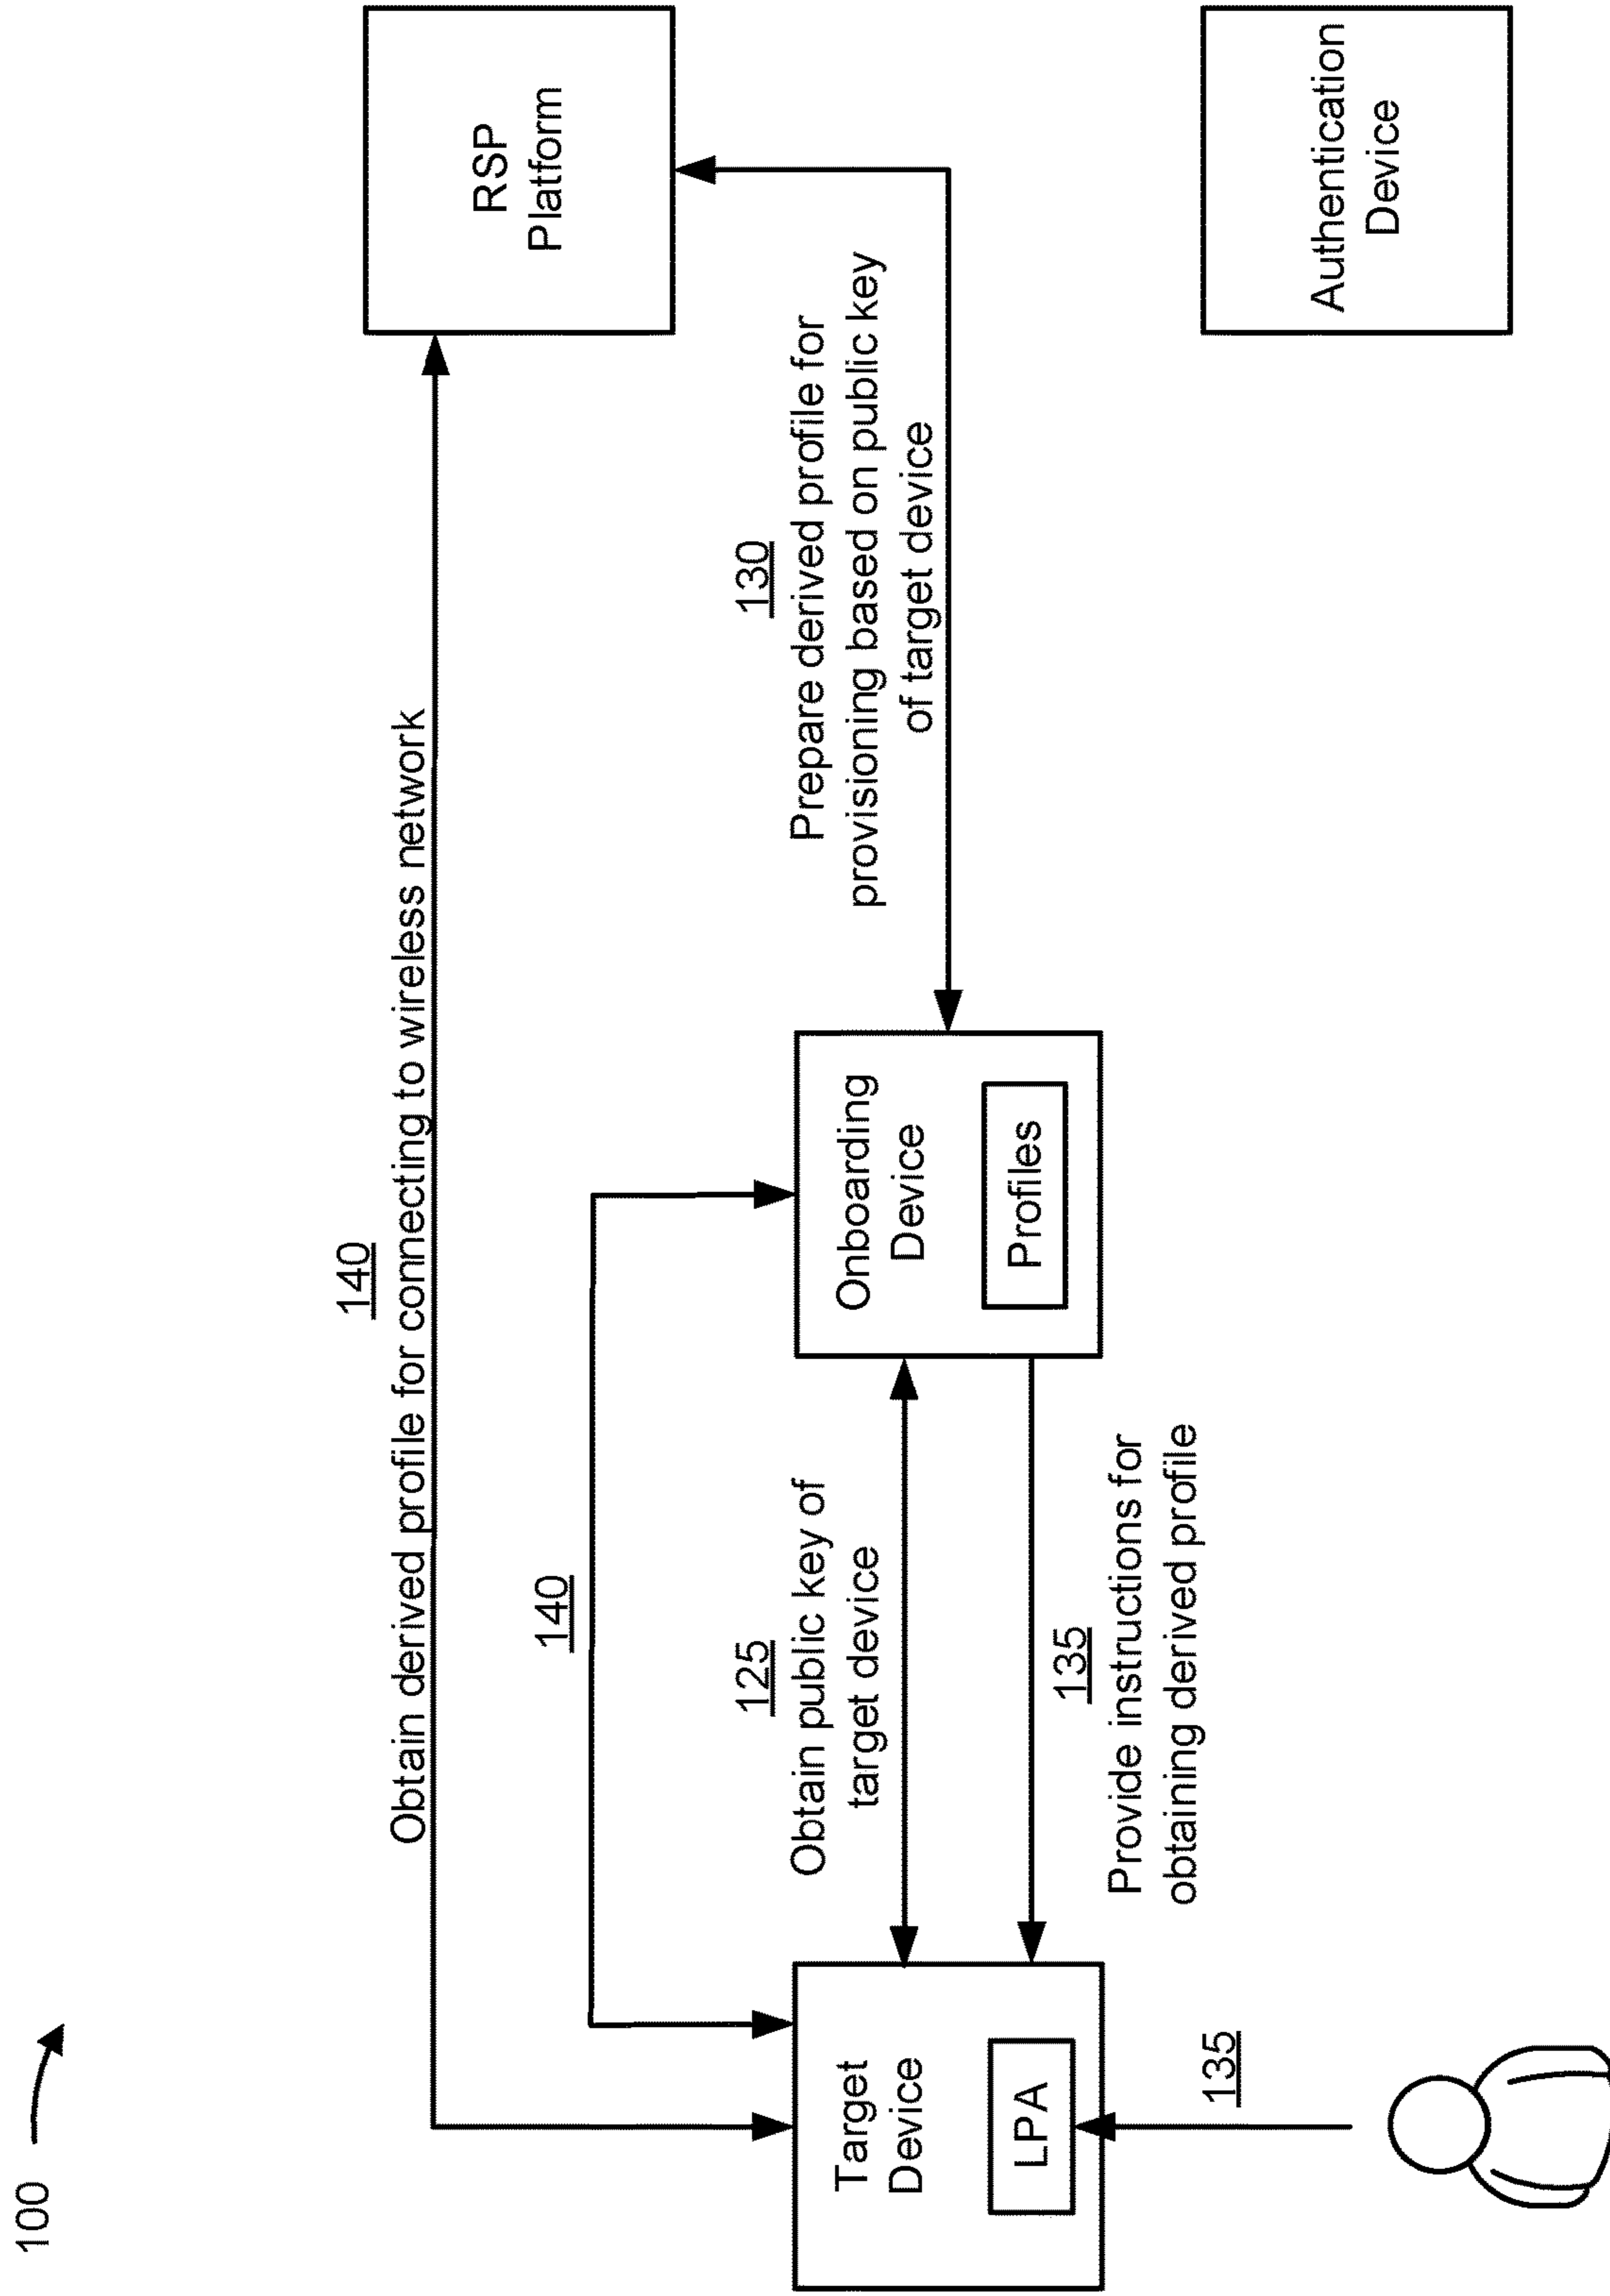 100
140
Obtain derived profile for connecting to wireless network
RSP
Platform
140
130
Prepare derived profile for
provisioning based on public key
of target device
125
Obtain public key of
target device
Target
Device
LPA
Onboarding
Device
Profiles
135
Provide instructions for
obtaining derived profile
135
Authentication
Device